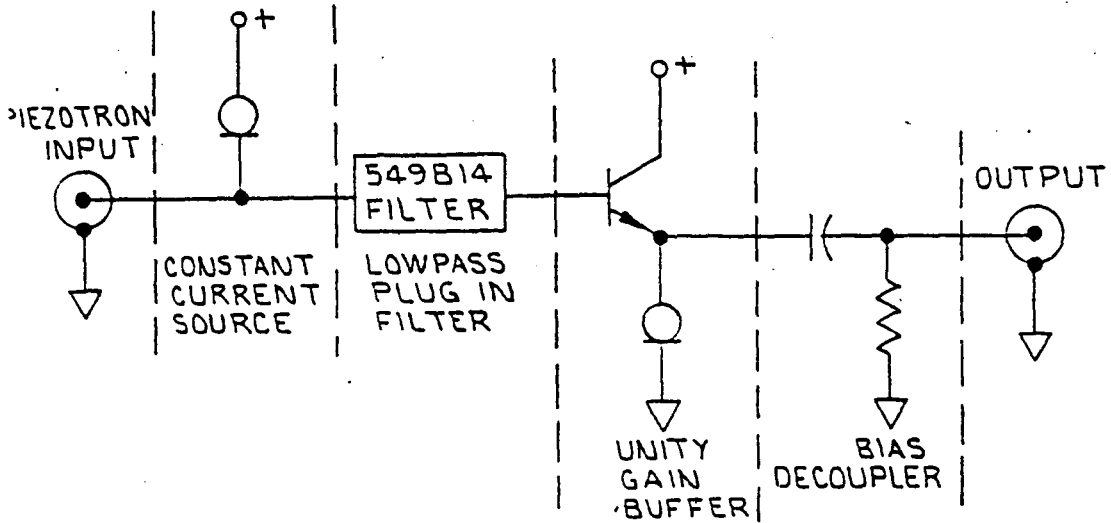 PIEZOTRON
INPUT
+
CONSTANT
CURRENT
SOURCE
549B14
FILTER
LOWPASS
PLUG IN
FILTER
+
UNITY
GAIN
BUFFER
BIAS
DECOUPLER
OUTPUT